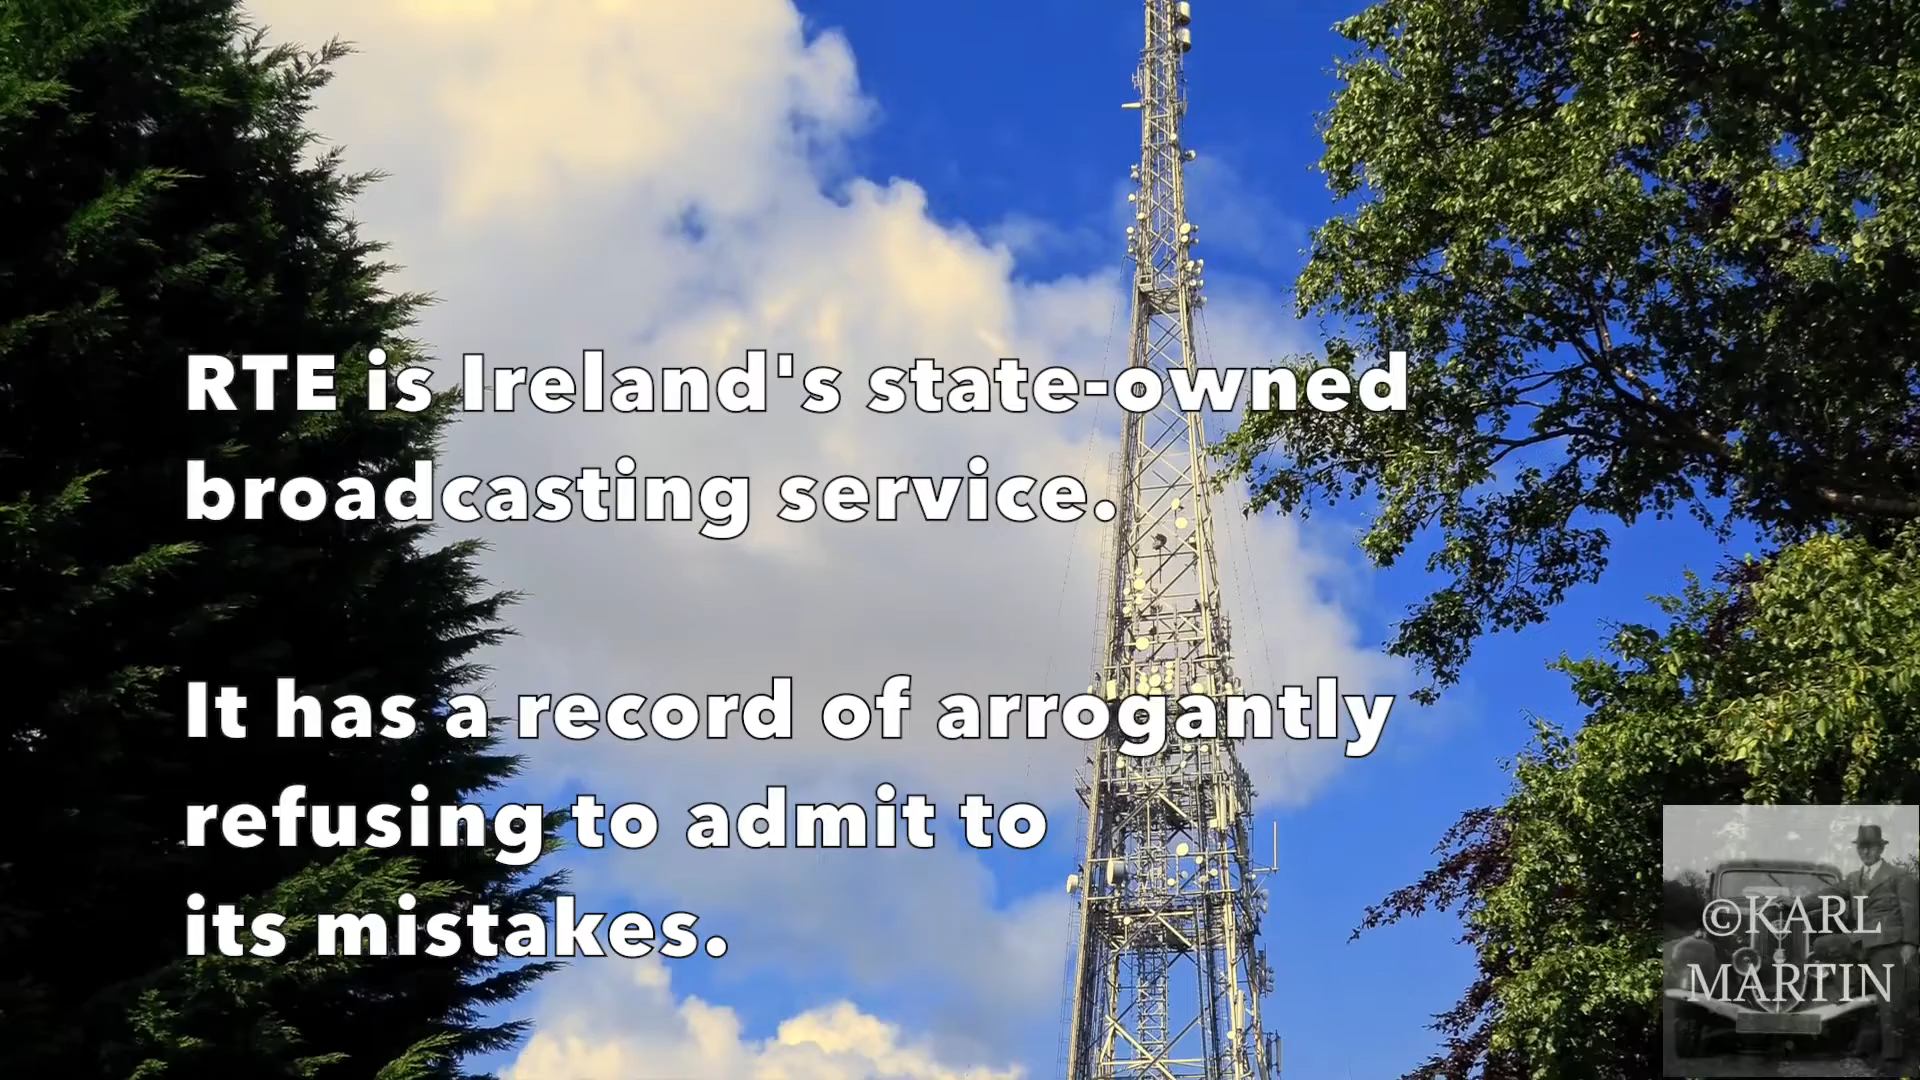 RTE is Ireland's state-owned
broadcasting service.
It has a record of arrogantly
refusing to admit to
its mistakes.
©KARL
MARTIN